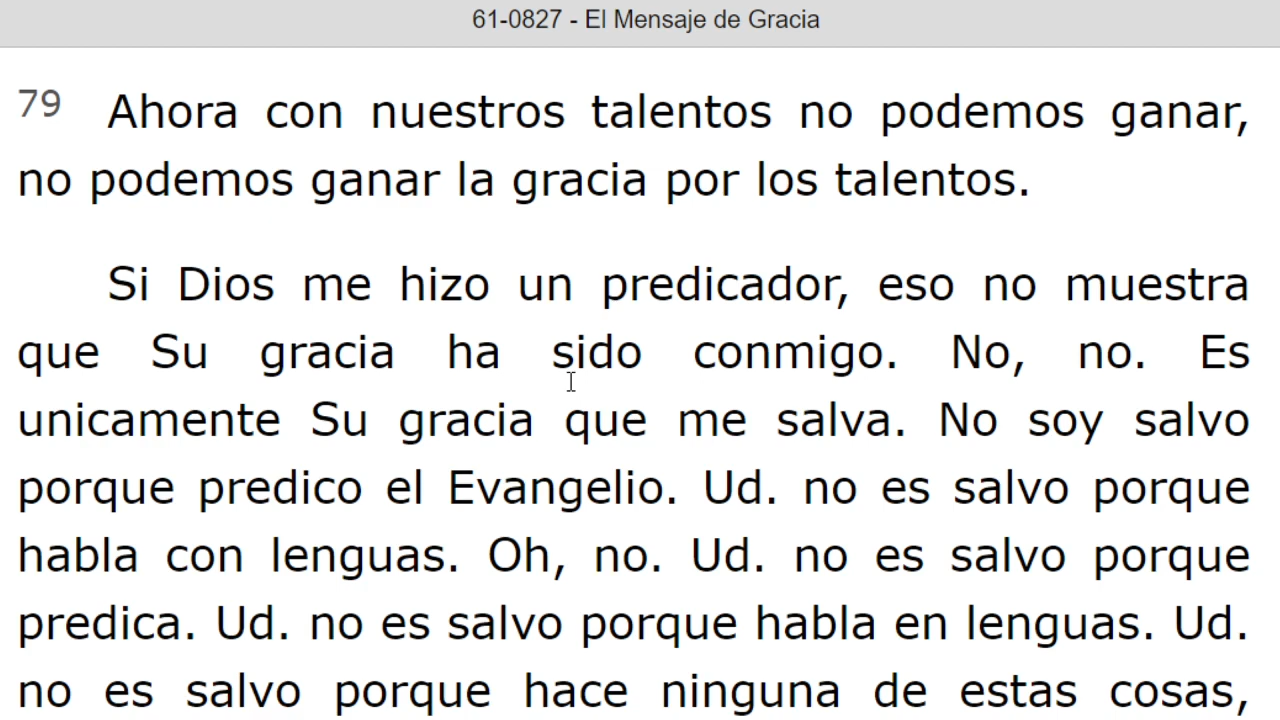 61-0827 - El Mensaje de Gracia
79 Ahora con nuestros talentos no podemos ganar,
no podemos ganar la gracia por los talentos.
Si Dios me hizo un predicador, eso no muestra
que Su gracia ha sido conmigo. No, no. Es
unicamente Su gracia que me salva. No soy salvo
porque predico el Evangelio. Ud. no es salvo porque
habla con lenguas. Oh, no. Ud. no es salvo porque
predica. Ud. no es salvo porque habla en lenguas. Ud.
no es salvo porque hace ninguna de estas cosas,